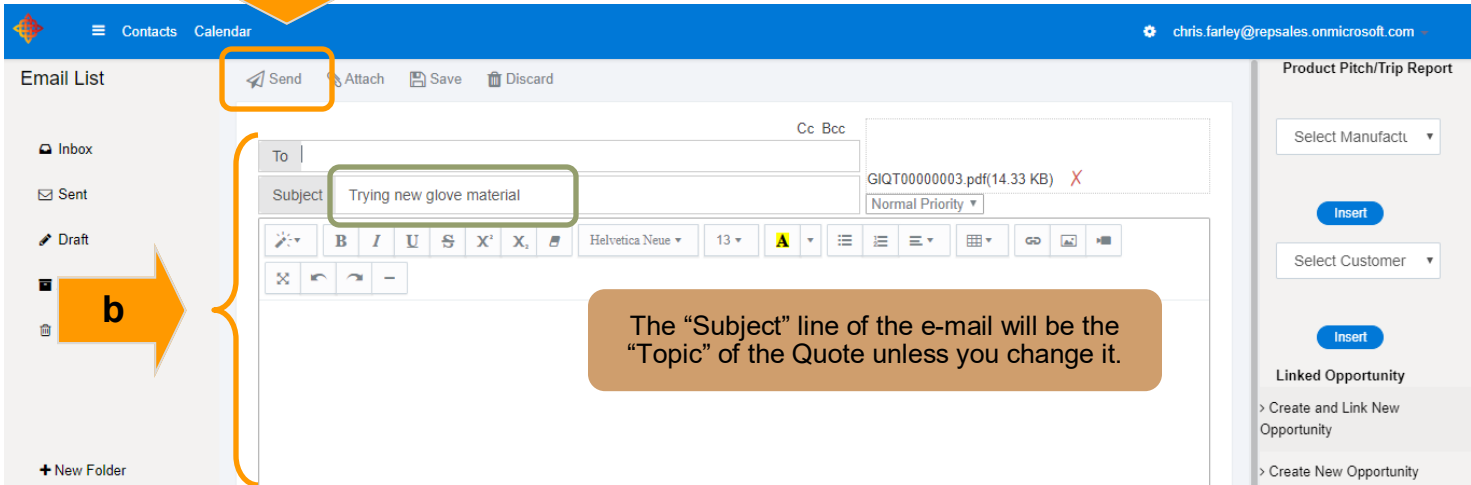 Contacts Calendar
chris.farley@repsales.onmicrosoft.com
Email List
Send Attach Save Discard
Product Pitch/Trip Report
Cc Bcc
Inbox
To
Select Manufactu
GIQT00000003.pdf(14.33 KB) X
Sent
Subject Trying new glove material
Normal Priority
Insert
Draft
B I U S X² X₂ Helvetica Neue 13 A
Select Customer
b
The “Subject” line of the e-mail will be the
“Topic” of the Quote unless you change it.
Insert
Linked Opportunity
> Create and Link New
Opportunity
+ New Folder
> Create New Opportunity